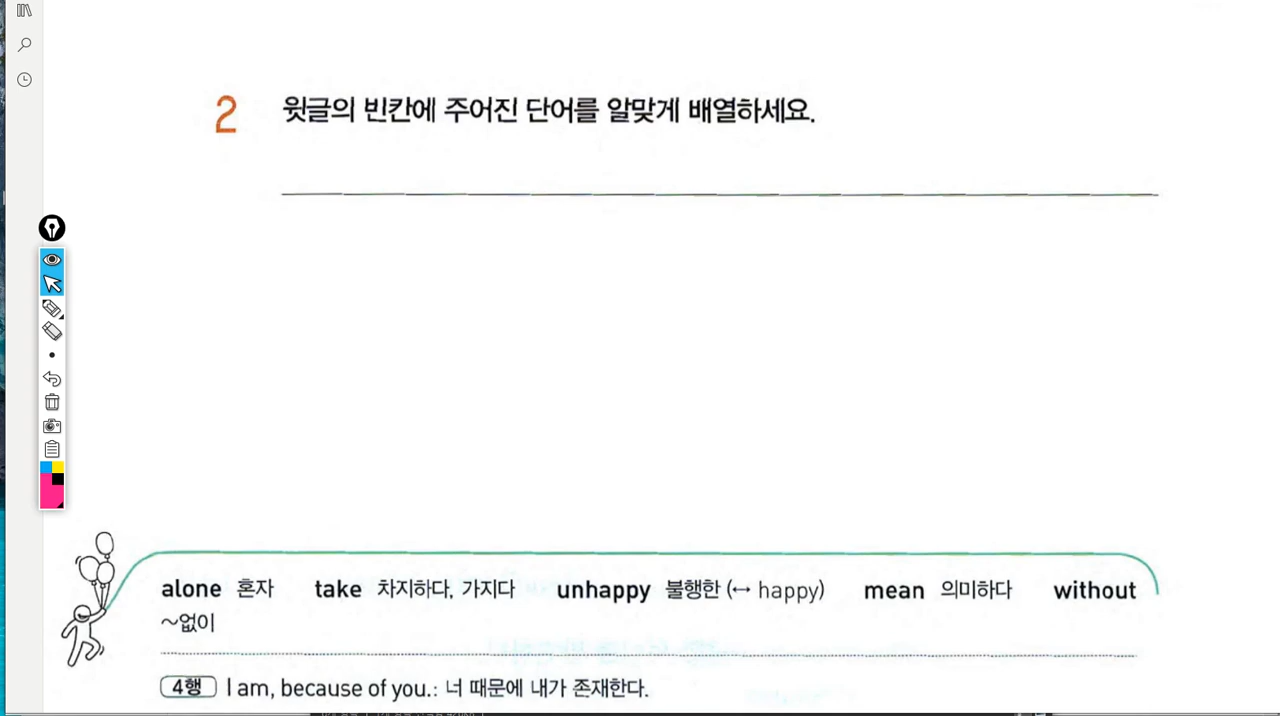 2 윗글의 빈칸에 주어진 단어를 알맞게 배열하세요.
alone 혼자 take 차지하다, 가지다 unhappy 불행한 (↔ happy) mean 의미하다 without
~없이
4행 I am, because of you.: 너 때문에 내가 존재한다.